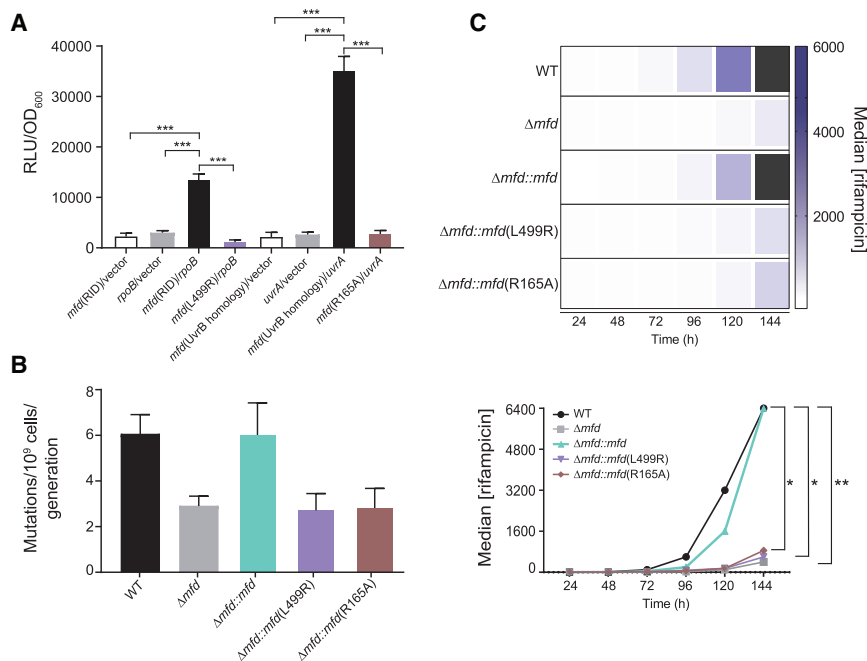 A
RLU/OD600
40000
30000
20000
10000
0
***
***
***
***
***
***
mfd(RID)/vector
rpoB/vector
mfd(RID)/rpoB
mfd(L499R)/rpoB
mfd(UvrB homology)/vector
uvrA/vector
mfd(UvrB homology)/uvrA
mfd(R165A)/uvrA
B
Mutations/10⁹ cells/
generation
8
6
4
2
0
WT
Δmfd
Δmfd::mfd
Δmfd::mfd(L499R)
Δmfd::mfd(R165A)
C
WT
Δmfd
Δmfd::mfd
Δmfd::mfd(L499R)
Δmfd::mfd(R165A)
24 48 72 96 120 144
Time (h)
6000
4000
2000
Median [rifampicin]
Median [rifampicin]
6400
4800
3200
1600
0
WT
Δmfd
Δmfd::mfd
Δmfd::mfd(L499R)
Δmfd::mfd(R165A)
* * **
24 48 72 96 120 144
Time (h)